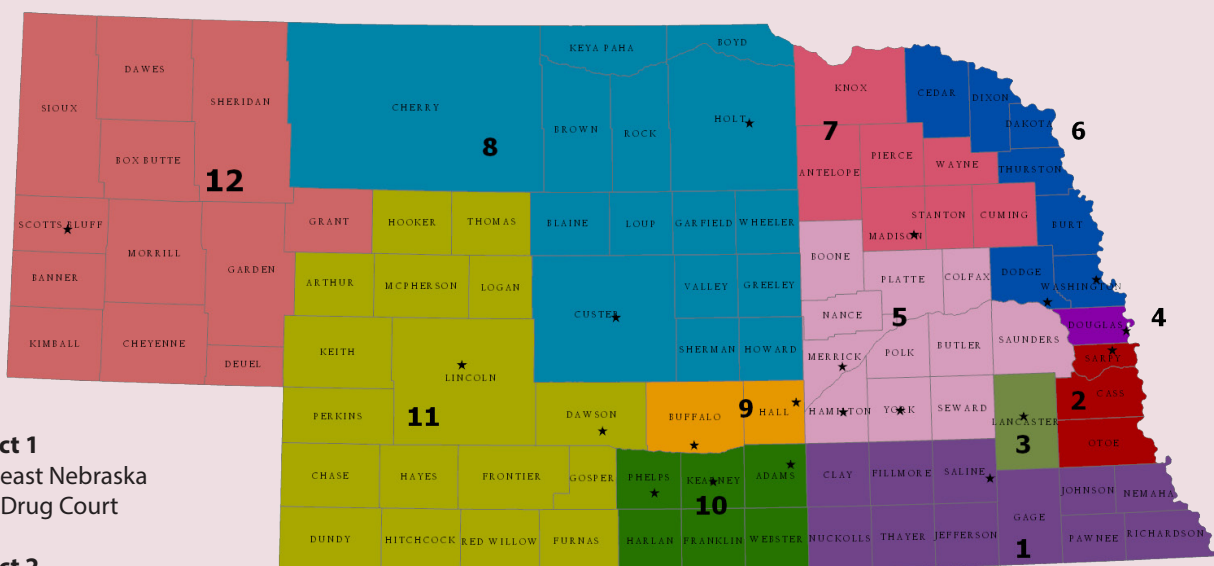 KEYA PAHA
BOYD
DAWES
SIOUX
SHERIDAN
CHERRY
KNOX
CEDAR
DIXON
DAKOTA
6
BROWN
ROCK
HOLT
7
8
BOX BUTTE
12
PIERCE
WAYNE
THURSTON
ANTELOPE
SCOTTS BLUFF
GRANT
HOOKER
THOMAS
BLAINE
LOUP
GARFIELD
WHEELER
MADISON
STANTON
CUMING
BURT
MORRILL
BANNER
GARDEN
ARTHUR
MCPHERSON
LOGAN
VALLEY
GREELEY
BOONE
PLATTE
COLFAX
DODGE
WASHINGTON
CUSTER
NANCE
5
DOUGLAS
4
KIMBALL
CHEYENNE
DEUEL
KEITH
LINCOLN
SHERMAN
HOWARD
MERRICK
POLK
BUTLER
SAUNDERS
SARPY
PERKINS
11
DAWSON
BUFFALO
9
HALL
HAMILTON
YORK
SEWARD
LANCASTER
3
2
CASS
OTOE
CHASE
HAYES
FRONTIER
GOSPER
PHELPS
KEARNEY
ADAMS
10
CLAY
FILLMORE
SALINE
JOHNSON
NEMAHA
GAGE
1
DUNDY
HITCHCOCK
RED WILLOW
FURNAS
HARLAN
FRANKLIN
WEBSTER
NUCKOLLS
THAYER
JEFFERSON
PAWNEE
RICHARDSON
ct 1
east Nebraska
Drug Court
ct 2